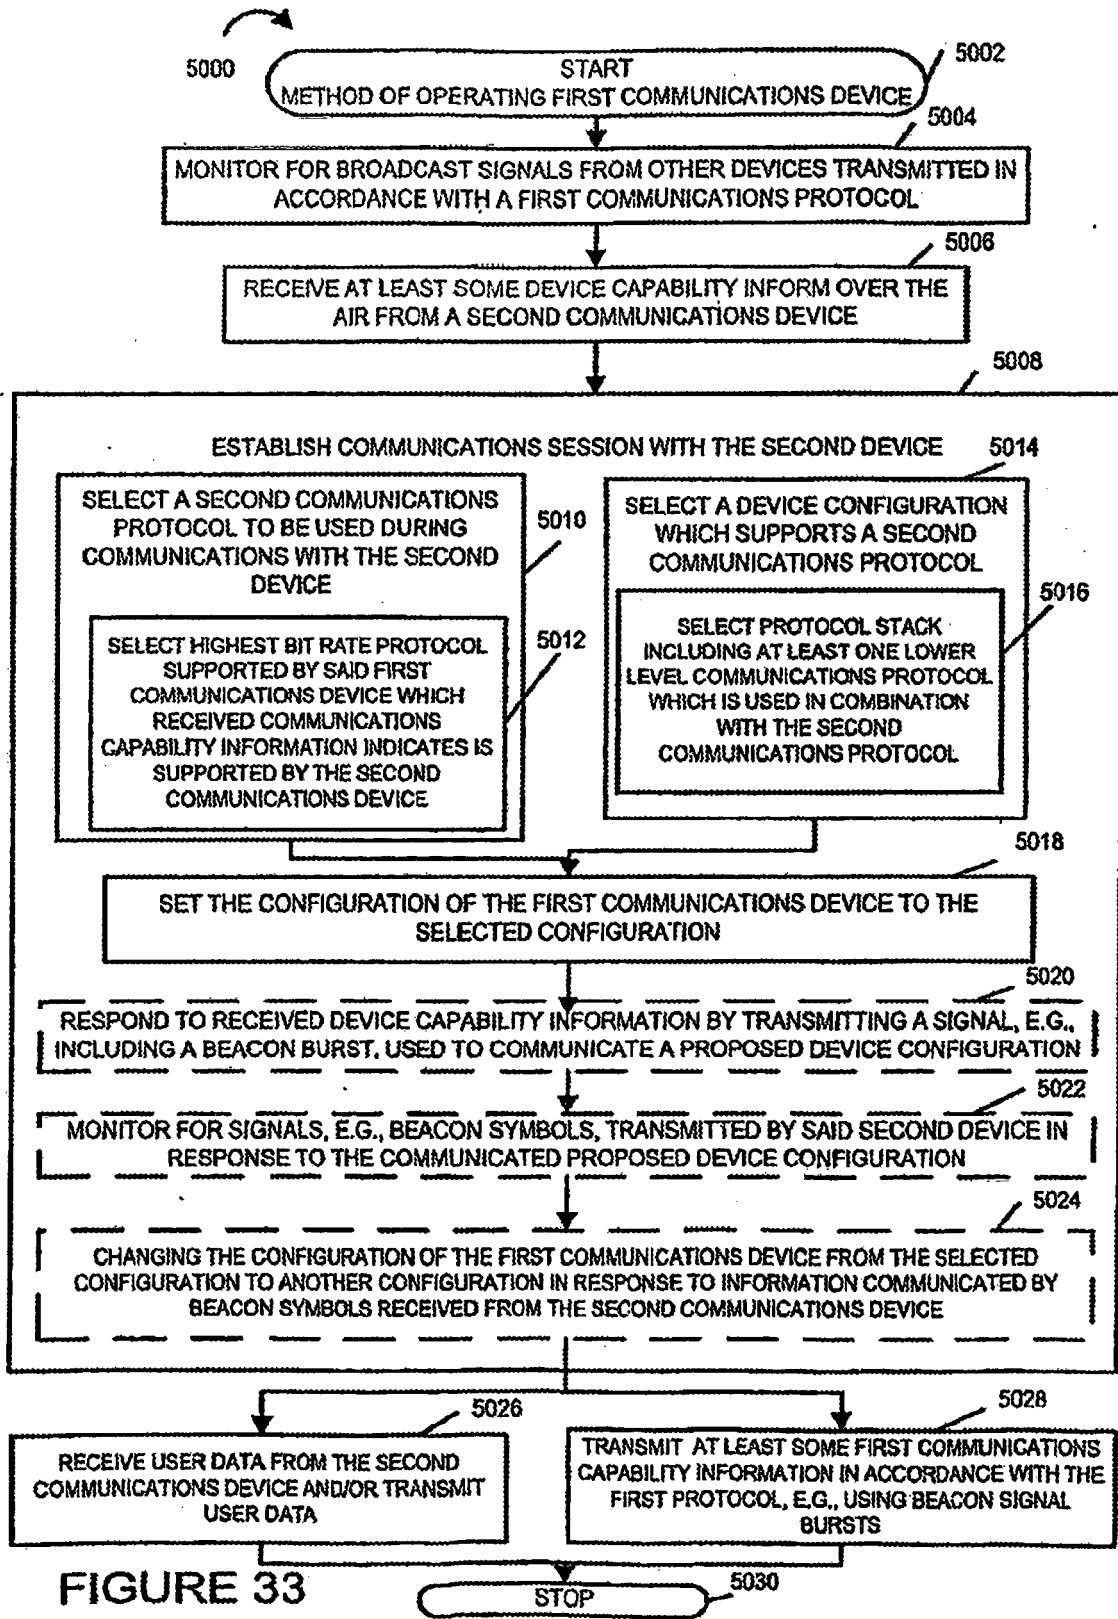 5000
START
METHOD OF OPERATING FIRST COMMUNICATIONS DEVICE
5002
5004
MONITOR FOR BROADCAST SIGNALS FROM OTHER DEVICES TRANSMITTED IN
ACCORDANCE WITH A FIRST COMMUNICATIONS PROTOCOL
5006
RECEIVE AT LEAST SOME DEVICE CAPABILITY INFORM OVER THE
AIR FROM A SECOND COMMUNICATIONS DEVICE
5008
ESTABLISH COMMUNICATIONS SESSION WITH THE SECOND DEVICE
SELECT A SECOND COMMUNICATIONS
PROTOCOL TO BE USED DURING
COMMUNICATIONS WITH THE SECOND
DEVICE
5010
SELECT HIGHEST BIT RATE PROTOCOL
SUPPORTED BY SAID FIRST
COMMUNICATIONS DEVICE WHICH
RECEIVED COMMUNICATIONS
CAPABILITY INFORMATION INDICATES IS
SUPPORTED BY THE SECOND
COMMUNICATIONS DEVICE
5012
5014
SELECT A DEVICE CONFIGURATION
WHICH SUPPORTS A SECOND
COMMUNICATIONS PROTOCOL
5016
SELECT PROTOCOL STACK
INCLUDING AT LEAST ONE LOWER
LEVEL COMMUNICATIONS PROTOCOL
WHICH IS USED IN COMBINATION
WITH THE SECOND
COMMUNICATIONS PROTOCOL
5018
SET THE CONFIGURATION OF THE FIRST COMMUNICATIONS DEVICE TO THE
SELECTED CONFIGURATION
5020
RESPOND TO RECEIVED DEVICE CAPABILITY INFORMATION BY TRANSMITTING A SIGNAL, E.G.,
INCLUDING A BEACON BURST, USED TO COMMUNICATE A PROPOSED DEVICE CONFIGURATION
5022
MONITOR FOR SIGNALS, E.G., BEACON SYMBOLS, TRANSMITTED BY SAID SECOND DEVICE IN
RESPONSE TO THE COMMUNICATED PROPOSED DEVICE CONFIGURATION
5024
CHANGING THE CONFIGURATION OF THE FIRST COMMUNICATIONS DEVICE FROM THE SELECTED
CONFIGURATION TO ANOTHER CONFIGURATION IN RESPONSE TO INFORMATION COMMUNICATED BY
BEACON SYMBOLS RECEIVED FROM THE SECOND COMMUNICATIONS DEVICE
5026
RECEIVE USER DATA FROM THE SECOND
COMMUNICATIONS DEVICE AND/OR TRANSMIT
USER DATA
5028
TRANSMIT AT LEAST SOME FIRST COMMUNICATIONS
CAPABILITY INFORMATION IN ACCORDANCE WITH THE
FIRST PROTOCOL, E.G., USING BEACON SIGNAL
BURSTS
FIGURE 33
STOP
5030